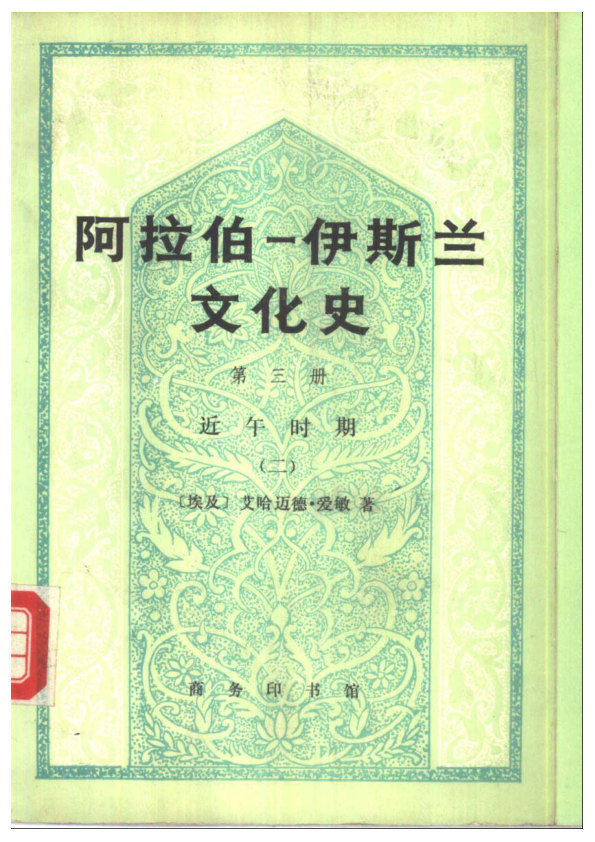 阿拉伯-伊斯兰
文化史
第三册
近午时期
（二）
〔埃及〕艾哈迈德·爱敏 著
商务印书馆